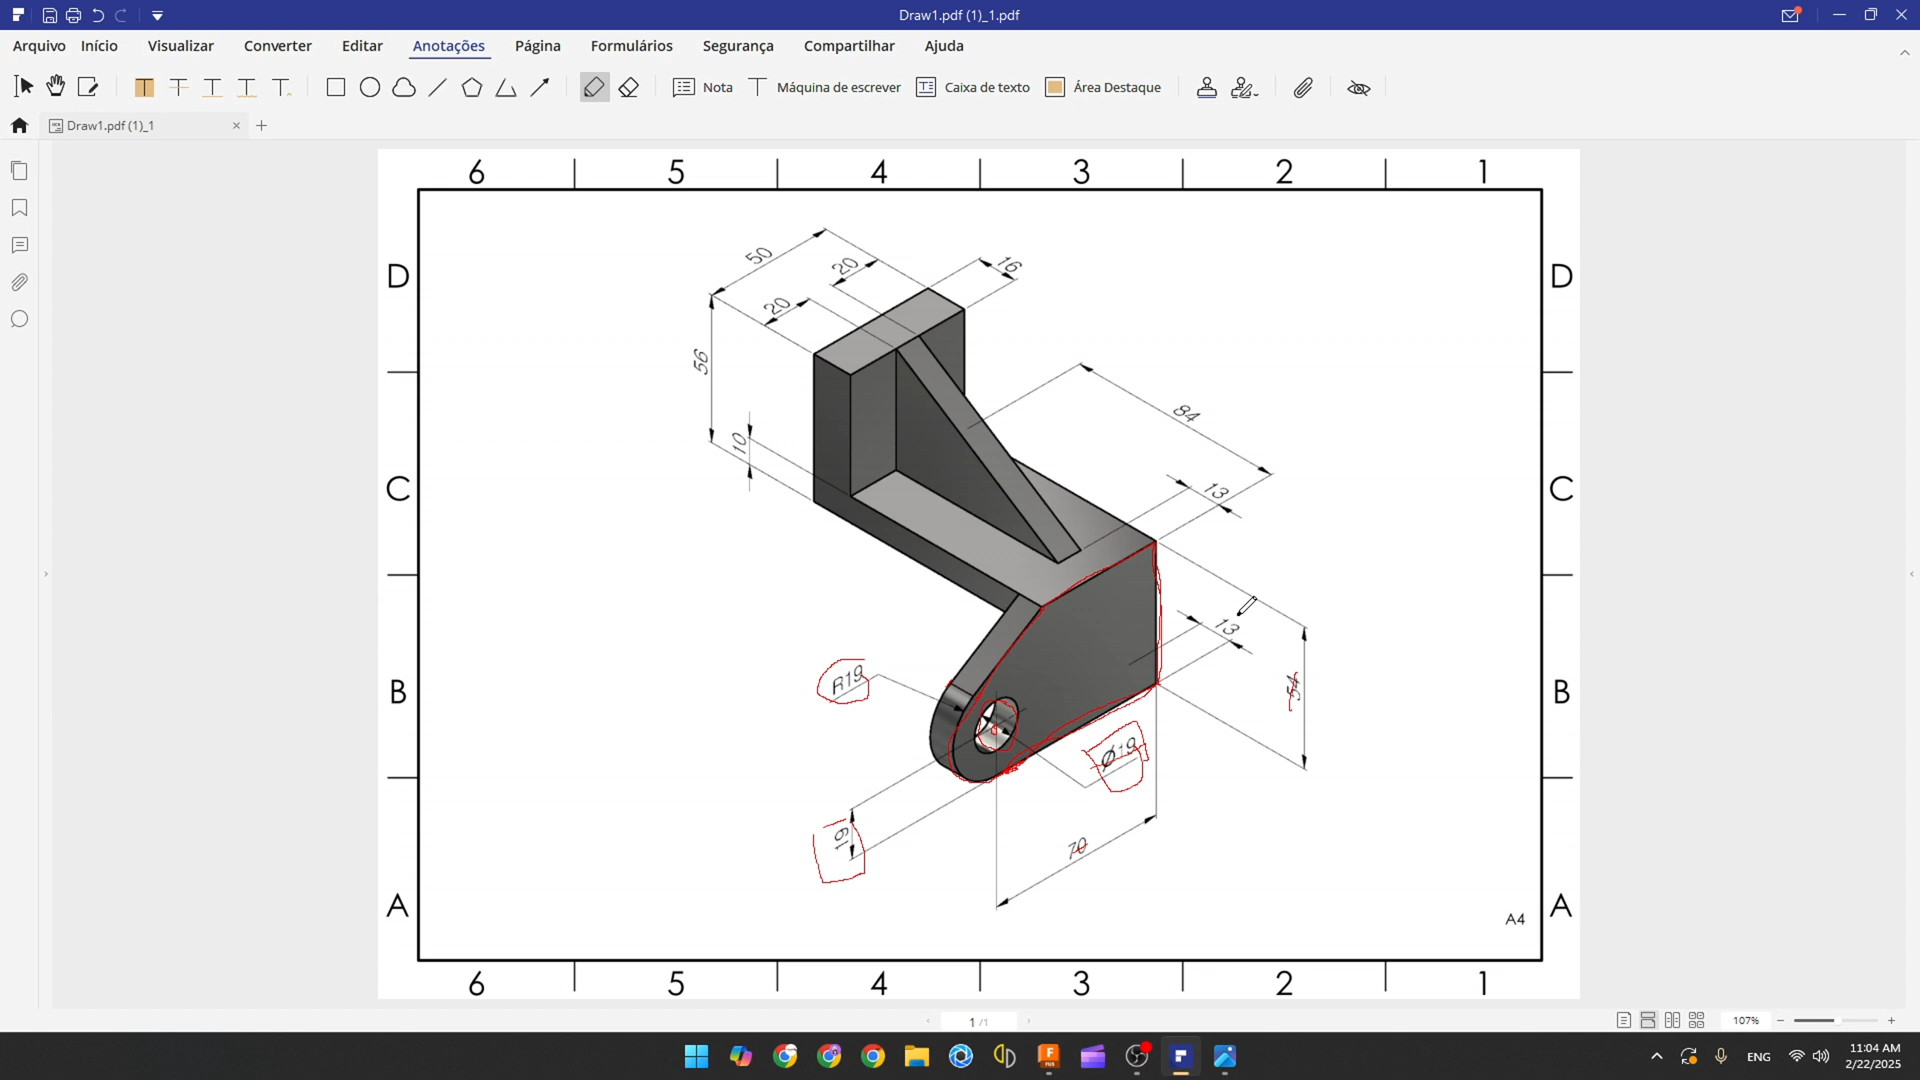 Draw1.pdf (1)_1.pdf
Arquivo Início Visualizar Converter Editar Anotações Página Formulários Segurança Compartilhar Ajuda
Nota Máquina de escrever Caixa de texto Área Destaque
Draw1.pdf (1)_1
6 5 4 3 2 1
D D
50
20
16
20
56
84
10
C C
13
13
R19
54
B B
Ø19
19
70
A A
A4
6 5 4 3 2 1
1 /1
107%
ENG
11:04 AM
2/22/2025